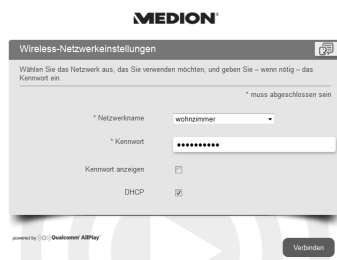 MEDION®
Wireless-Netzwerkeinstellungen
Wählen Sie das Netzwerk aus, das Sie verwenden möchten, und geben Sie – wenn nötig – das
Kennwort ein.
* muss abgeschlossen sein
* Netzwerkname
wohnzimmer
* Kennwort
••••••••••
Kennwort anzeigen
DHCP
powered by Qualcomm® AllPlay™
Verbinden